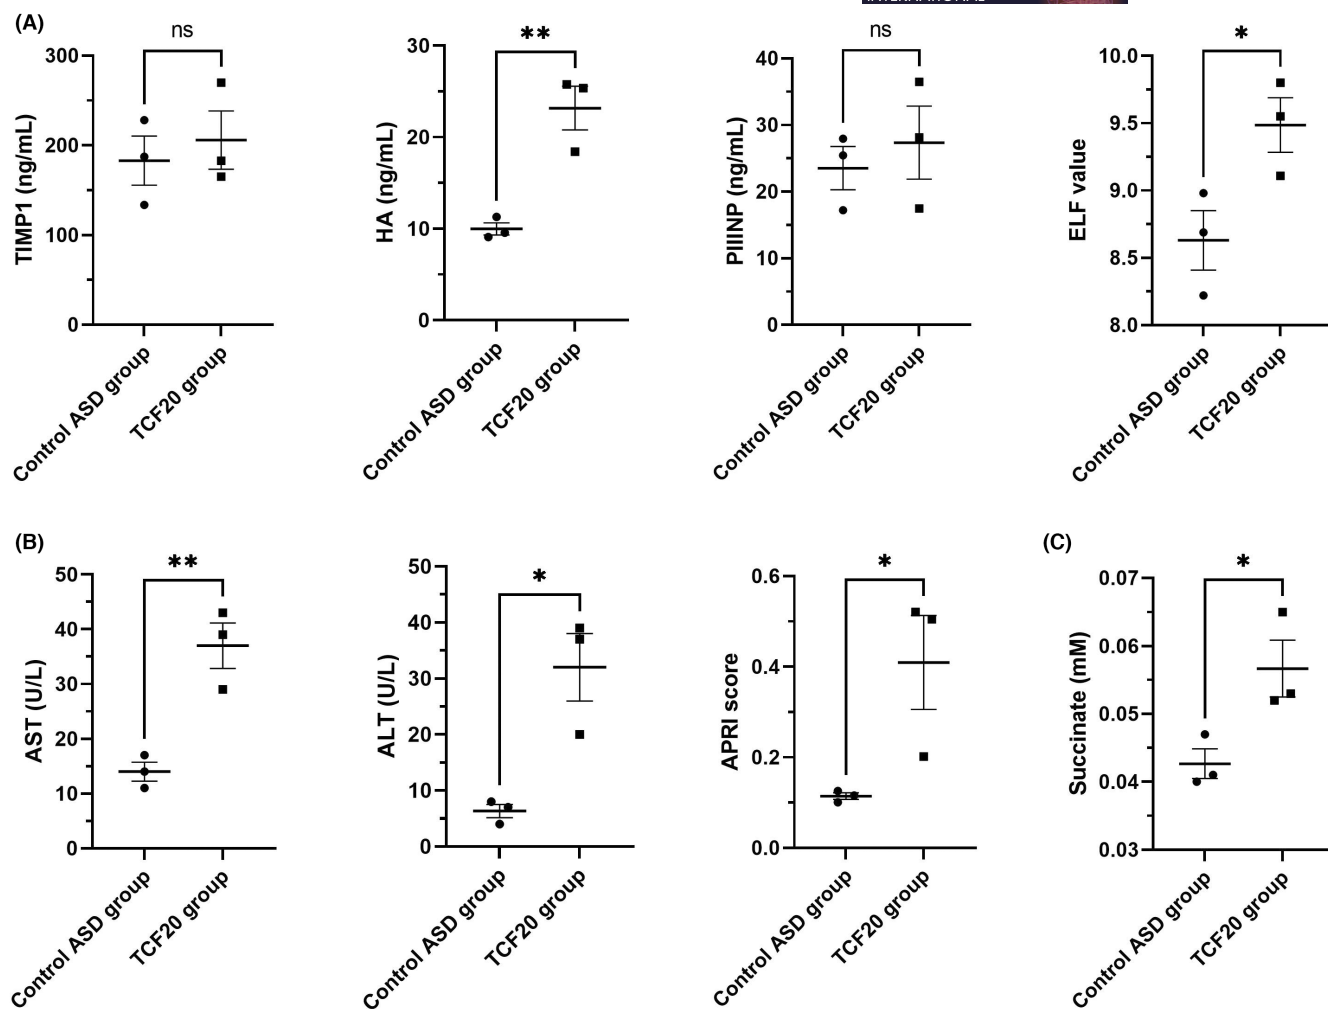 (A)
ns
300
200
100
0
TIMP1 (ng/mL)
Control ASD group
TCF20 group
**
30
20
10
0
HA (ng/mL)
Control ASD group
TCF20 group
ns
40
30
20
10
0
PIIINP (ng/mL)
Control ASD group
TCF20 group
*
10.0
9.5
9.0
8.5
8.0
ELF value
Control ASD group
TCF20 group
(B)
**
50
40
30
20
10
0
AST (U/L)
Control ASD group
TCF20 group
*
50
40
30
20
10
0
ALT (U/L)
Control ASD group
TCF20 group
*
0.6
0.4
0.2
0.0
APRI score
Control ASD group
TCF20 group
(C)
*
0.07
0.06
0.05
0.04
0.03
Succinate (mM)
Control ASD group
TCF20 group